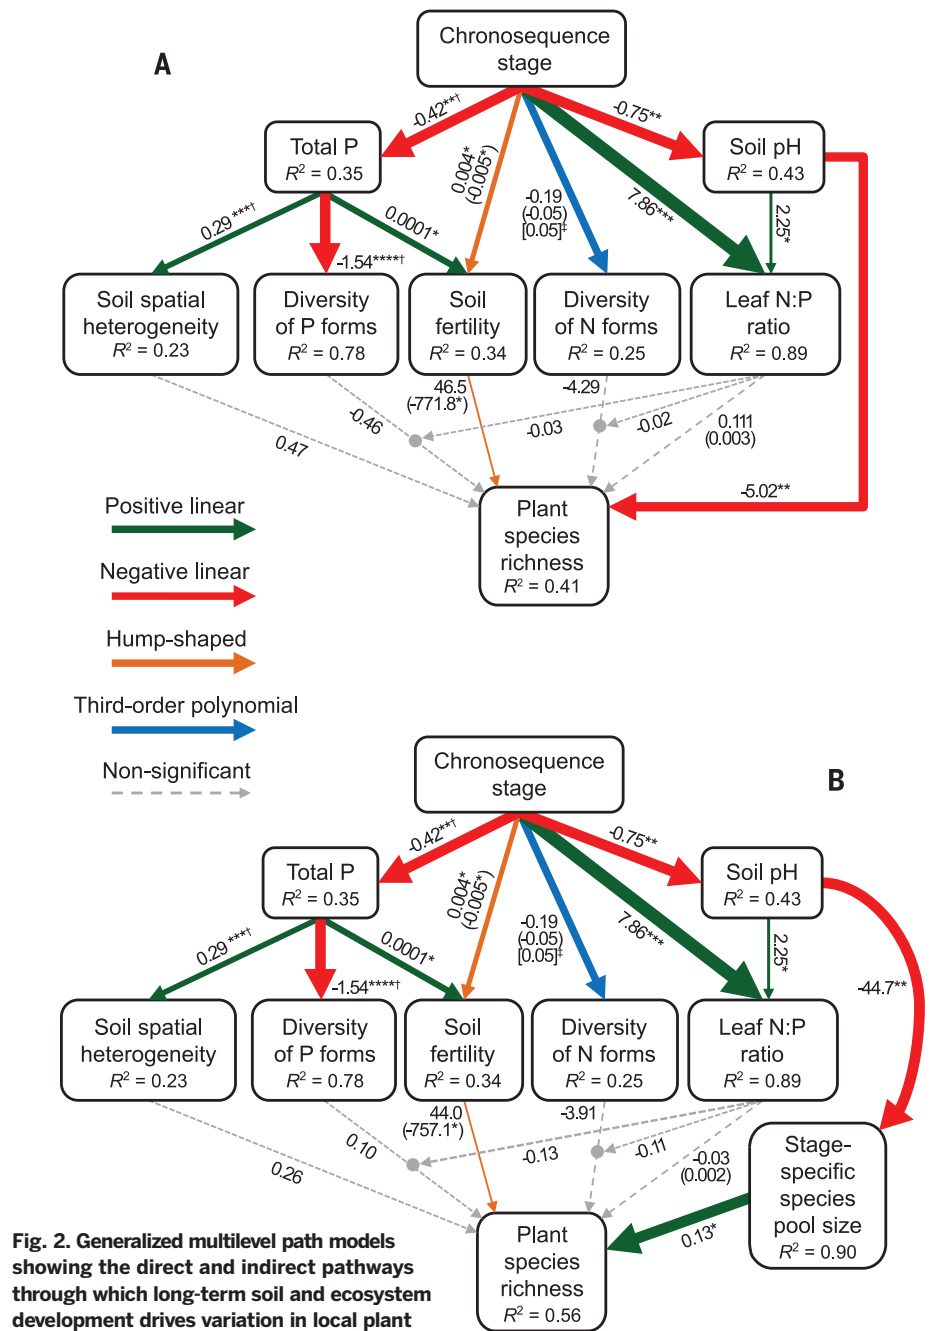 A
Chronosequence
stage
-0.42**†
0.004*
(-0.005*)
-0.19
(-0.05)
[0.05]‡
7.86***
-0.75**
Total P
R² = 0.35
Soil pH
R² = 0.43
0.29 ***†
-1.54****†
0.0001*
2.25*
Soil spatial
heterogeneity
R² = 0.23
Diversity
of P forms
R² = 0.78
Soil
fertility
R² = 0.34
Diversity
of N forms
R² = 0.25
Leaf N:P
ratio
R² = 0.89
0.47
-0.46
46.5
(-771.8*)
-4.29
-0.03
-0.02
0.111
(0.003)
-5.02**
Plant
species
richness
R² = 0.41
Positive linear
Negative linear
Hump-shaped
Third-order polynomial
Non-significant
B
Chronosequence
stage
-0.42**†
0.004*
(-0.005*)
-0.19
(-0.05)
[0.05]‡
7.86***
-0.75**
Total P
R² = 0.35
Soil pH
R² = 0.43
0.29 ***†
-1.54****†
0.0001*
2.25*
-44.7**
Soil spatial
heterogeneity
R² = 0.23
Diversity
of P forms
R² = 0.78
Soil
fertility
R² = 0.34
Diversity
of N forms
R² = 0.25
Leaf N:P
ratio
R² = 0.89
0.26
0.10
44.0
(-757.1*)
-3.91
-0.13
-0.11
-0.03
(0.002)
0.13*
Stage-
specific
species
pool size
R² = 0.90
Plant
species
richness
R² = 0.56
Fig. 2. Generalized multilevel path models
showing the direct and indirect pathways
through which long-term soil and ecosystem
development drives variation in local plant